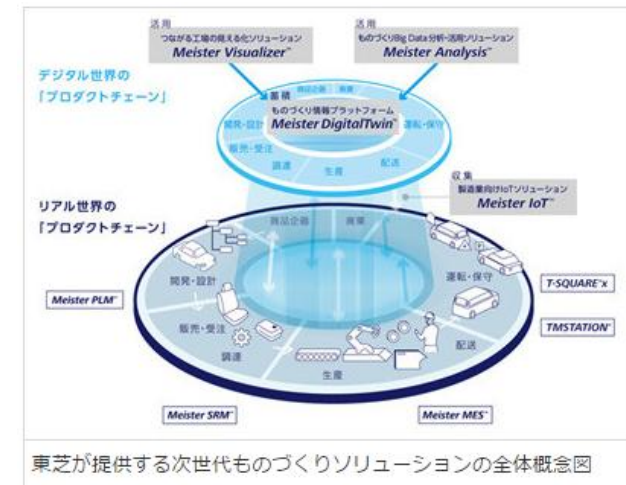 活用
つながる工場の見える化ソリューション
Meister Visualizer™
活用
ものづくりBig Data分析・活用ソリューション
Meister Analysis™
デジタル世界の
「プロダクトチェーン」
蓄積
商品企画
廃棄
ものづくり情報プラットフォーム
Meister DigitalTwin™
開発・設計
運転・保守
販売・受注
調達
生産
配送
収集
製造業向けIoTソリューション
Meister IoT™
リアル世界の
「プロダクトチェーン」
商品企画
廃棄
開発・設計
運転・保守
Meister PLM™
T-SQUARE™x
販売・受注
TMSTATION™
調達
生産
配送
Meister SRM™
Meister MES™
東芝が提供する次世代ものづくりソリューションの全体概念図